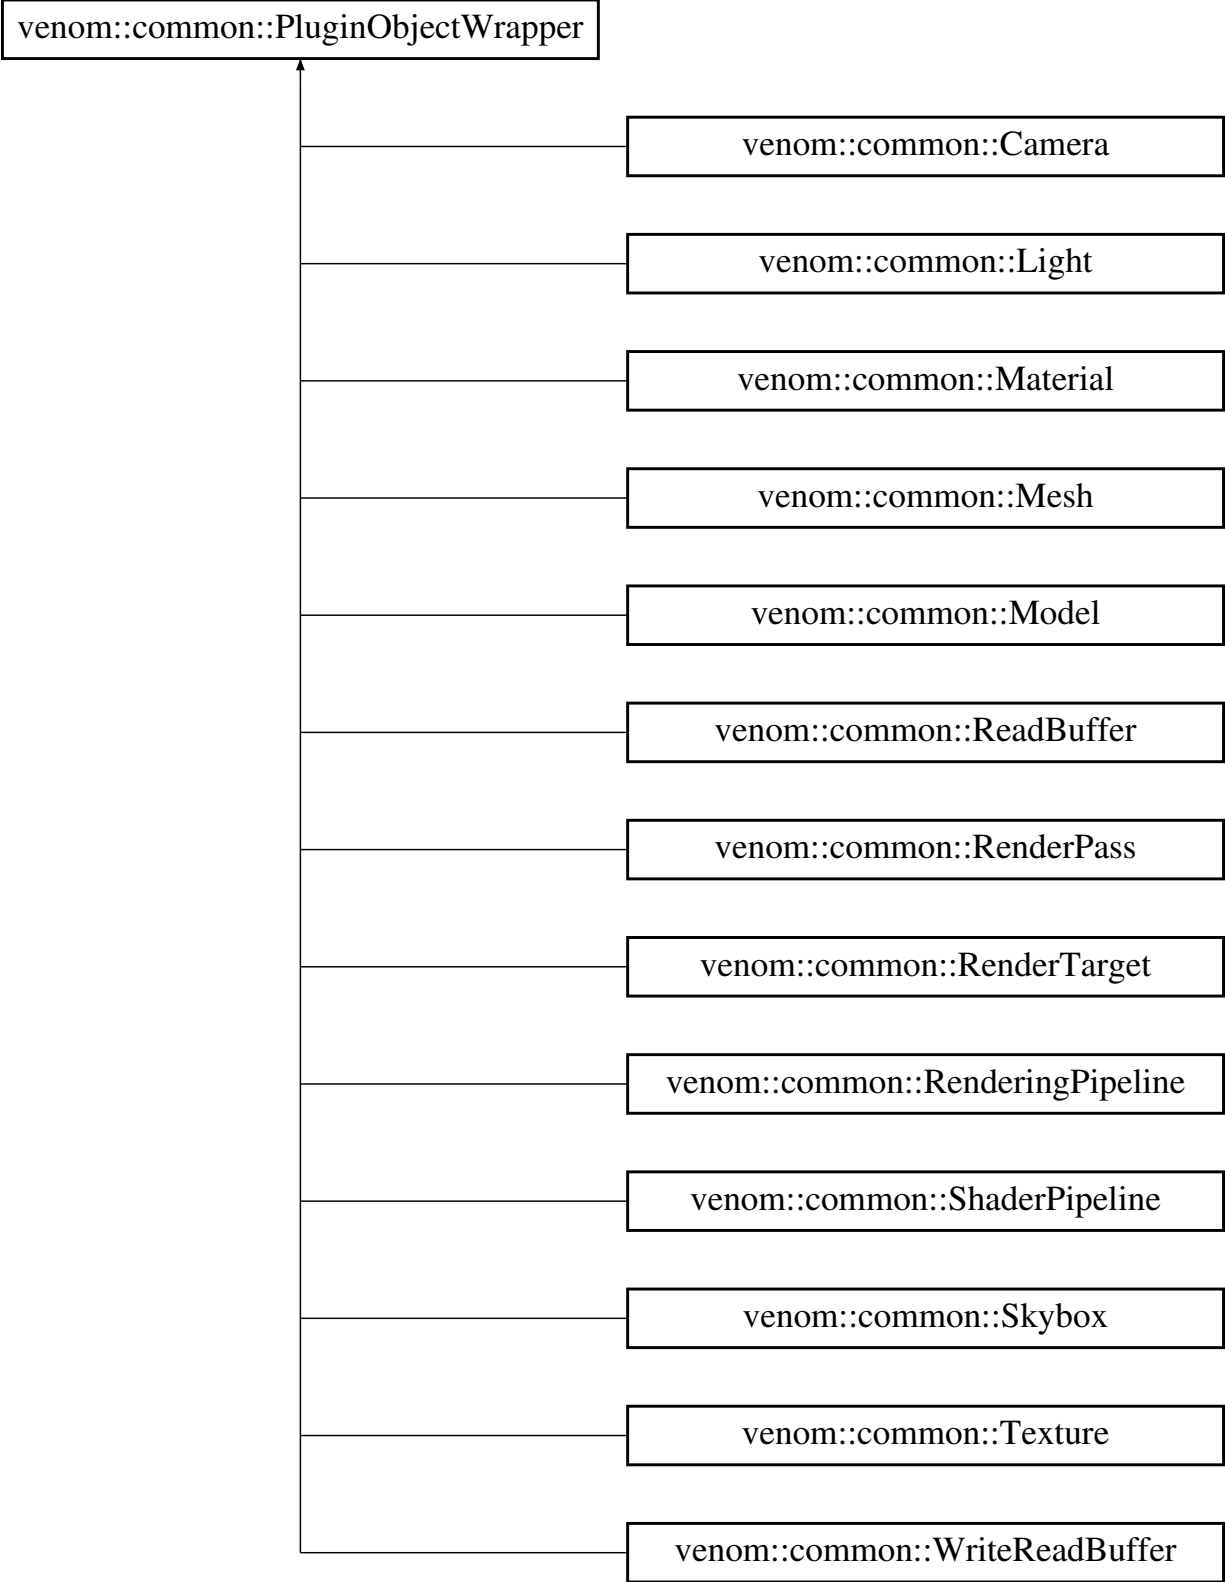 venom::common::PluginObjectWrapper
venom::common::Camera
venom::common::Light
venom::common::Material
venom::common::Mesh
venom::common::Model
venom::common::ReadBuffer
venom::common::RenderPass
venom::common::RenderTarget
venom::common::RenderingPipeline
venom::common::ShaderPipeline
venom::common::Skybox
venom::common::Texture
venom::common::WriteReadBuffer